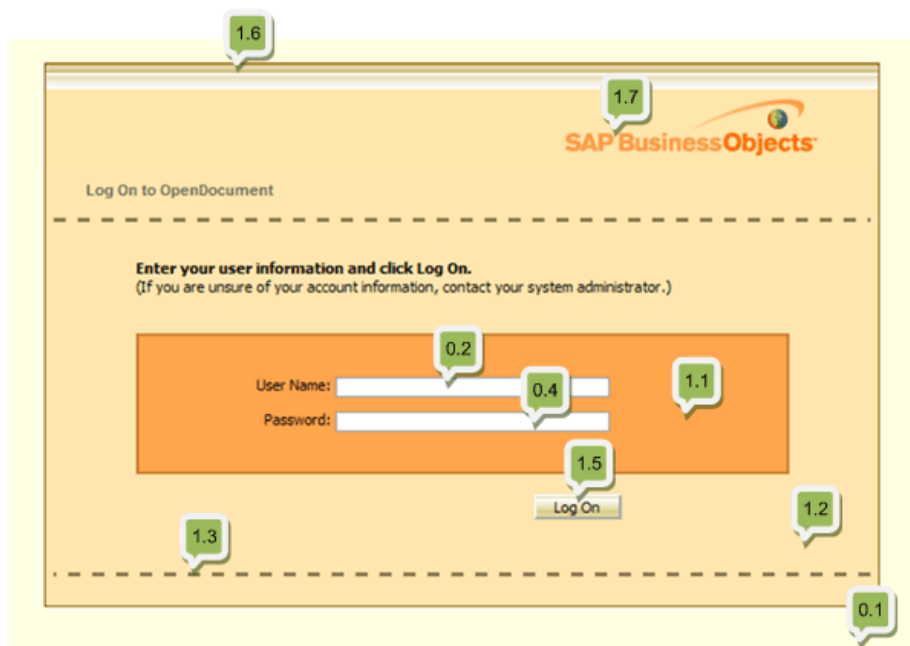 1.6
1.7
SAP BusinessObjects
Log On to OpenDocument
Enter your user information and click Log On.
(If you are unsure of your account information, contact your system administrator.)
0.2
User Name:
0.4
1.1
Password:
1.5
Log On
1.2
1.3
0.1